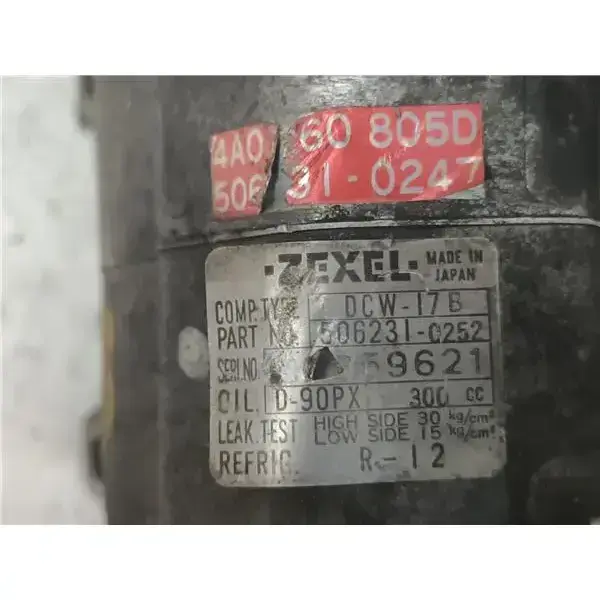 4A0 60 805D
506 31-0247
·ZEXEL· MADE IN JAPAN
COMP. TYPE DCW-17B
PART NO. 506231-0252
SERI.NO. 59621
OIL D-90PX 300 cc
LEAK TEST HIGH SIDE 30 kg/cm²
LOW SIDE 15 kg/cm²
REFRIG. R-12